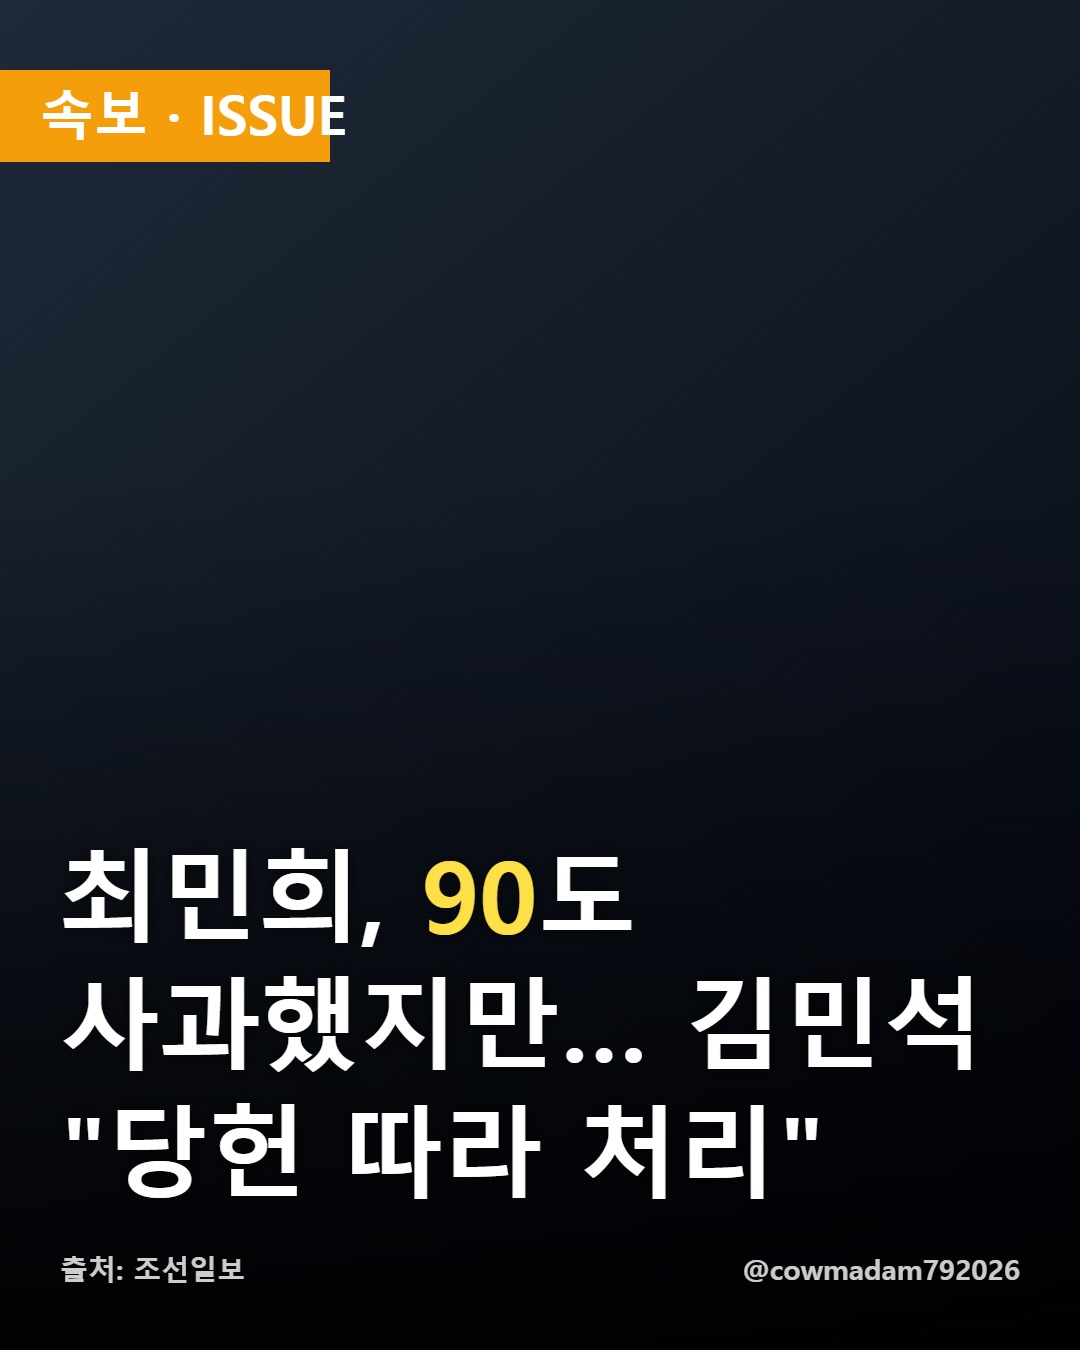 속보 · ISSUE
최민희, 90도
사과했지만... 김민석
"당헌 따라 처리"
출처: 조선일보
@cowmadam792026